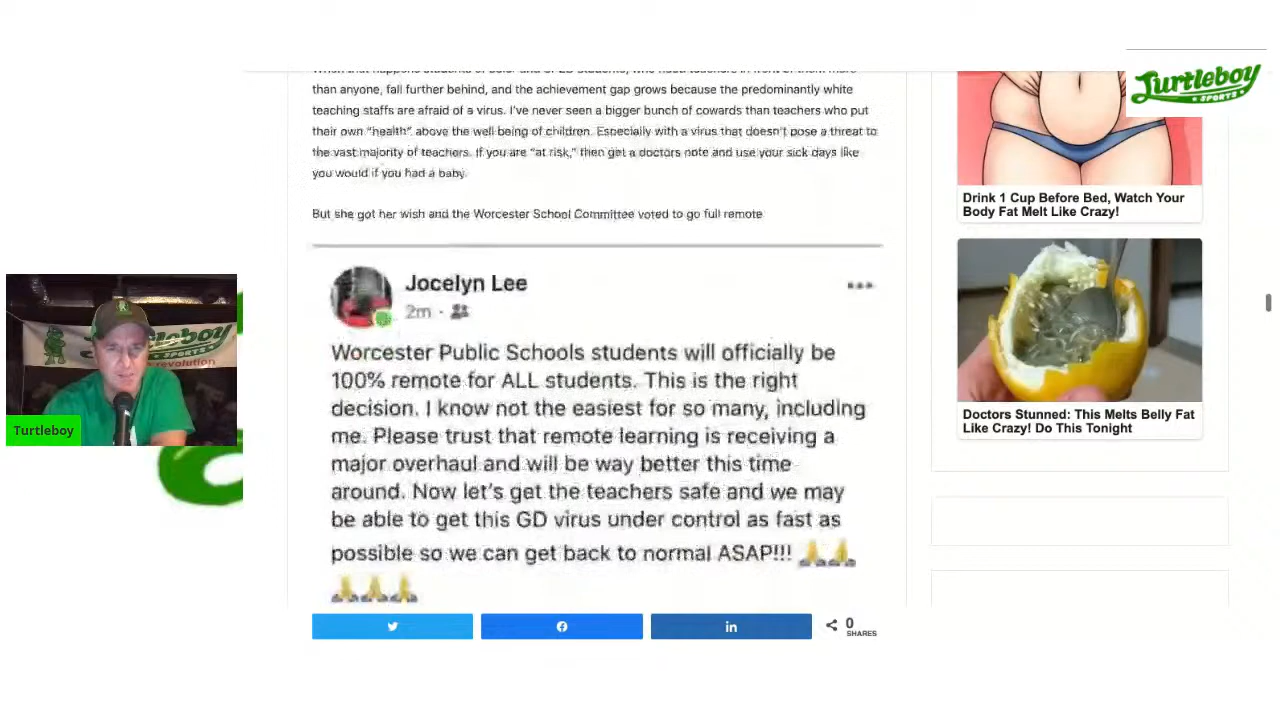 Turtleboy
SPORTS
than anyone, fall further behind, and the achievement gap grows because the predominantly white
teaching staffs are afraid of a virus. I've never seen a bigger bunch of cowards than teachers who put
their own "health" above the well being of children. Especially with a virus that doesn't pose a threat to
the vast majority of teachers. If you are "at risk," then get a doctors note and use your sick days like
you would if you had a baby.
But she got her wish and the Worcester School Committee voted to go full remote
Jocelyn Lee
2m
Worcester Public Schools students will officially be
100% remote for ALL students. This is the right
decision. I know not the easiest for so many, including
me. Please trust that remote learning is receiving a
major overhaul and will be way better this time
around. Now let's get the teachers safe and we may
be able to get this GD virus under control as fast as
possible so we can get back to normal ASAP!!! 🙏🙏
🙏🙏🙏
0
SHARES
Drink 1 Cup Before Bed, Watch Your
Body Fat Melt Like Crazy!
Doctors Stunned: This Melts Belly Fat
Like Crazy! Do This Tonight
SPORTS
revolution
Turtleboy